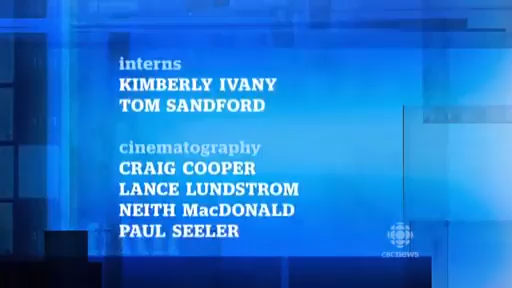 interns
KIMBERLY IVANY
TOM SANDFORD
cinematography
CRAIG COOPER
LANCE LUNDSTROM
NEITH MacDONALD
PAUL SEELER
cbcnews